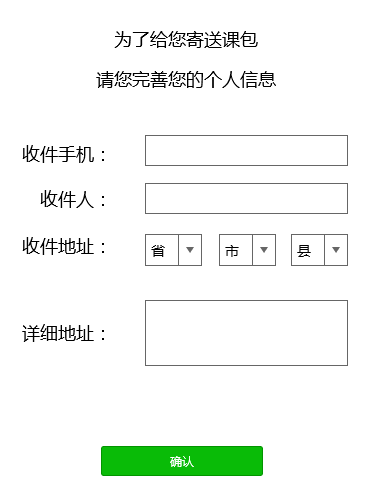 为了给您寄送课包
请您完善您的个人信息
收件手机：
收件人：
收件地址： 省 市 县
详细地址：
确认